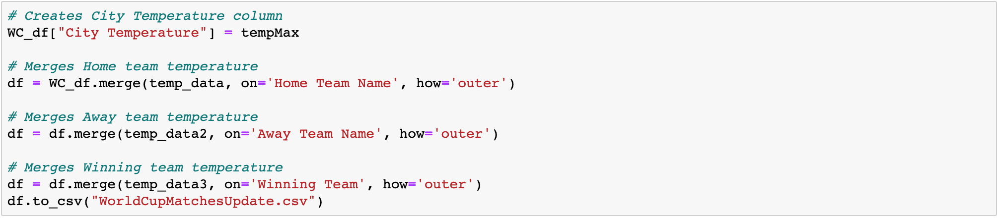 # Creates City Temperature column
WC_df["City Temperature"] = tempMax
# Merges Home team temperature
df = WC_df.merge(temp_data, on='Home Team Name', how='outer')
# Merges Away team temperature
df = df.merge(temp_data2, on='Away Team Name', how='outer')
# Merges Winning team temperature
df = df.merge(temp_data3, on='Winning Team', how='outer')
df.to_csv("WorldCupMatchesUpdate.csv")